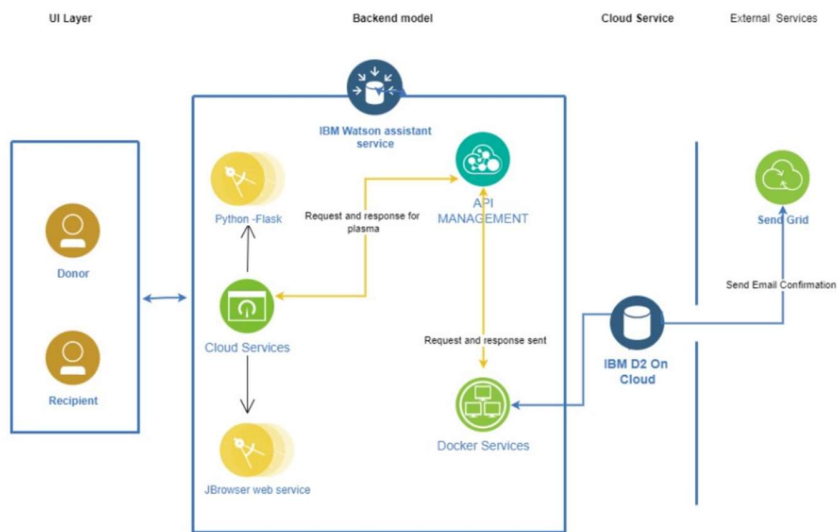 UI Layer
Backend model
Cloud Service
External Services
IBM Watson assistant
service
Python -Flask
Request and response for
plasma
API
MANAGEMENT
Send Grid
Donor
Send Email Confirmation
Cloud Services
Request and response sent
IBM D2 On
Cloud
Recipient
Docker Services
JBrowser web service